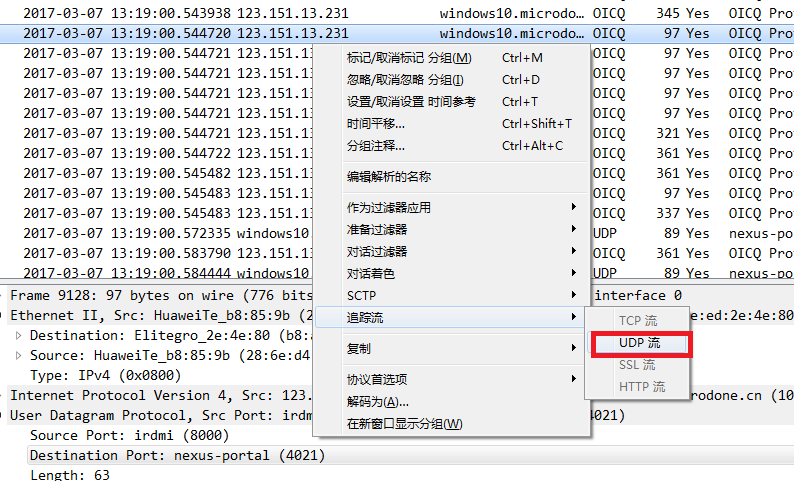 2017-03-07 13:19:00.543938 123.151.13.231 windows10.microdo… OICQ 345 Yes OICQ Pro
2017-03-07 13:19:00.544720 123.151.13.231 windows10.microdo… OICQ 97 Yes OICQ Pro
2017-03-07 13:19:00.544721 123.151.13 OICQ 97 Yes OICQ Pro
2017-03-07 13:19:00.544721 123.151.13 OICQ 97 Yes OICQ Pro
2017-03-07 13:19:00.544721 123.151.13 OICQ 97 Yes OICQ Pro
2017-03-07 13:19:00.544721 123.151.13 OICQ 97 Yes OICQ Pro
2017-03-07 13:19:00.544721 123.151.13 OICQ 321 Yes OICQ Pro
2017-03-07 13:19:00.544722 123.151.13 OICQ 361 Yes OICQ Pro
2017-03-07 13:19:00.545482 123.151.13 OICQ 361 Yes OICQ Pro
2017-03-07 13:19:00.545483 123.151.13 OICQ 97 Yes OICQ Pro
2017-03-07 13:19:00.545483 123.151.13 OICQ 337 Yes OICQ Pro
2017-03-07 13:19:00.572335 windows10 UDP 89 Yes nexus-po
2017-03-07 13:19:00.583790 123.151.13 OICQ 361 Yes OICQ Pro
2017-03-07 13:19:00.584444 windows10 UDP 89 Yes nexus-po
标记/取消标记 分组(M) Ctrl+M
忽略/取消忽略 分组(I) Ctrl+D
设置/取消设置 时间参考 Ctrl+T
时间平移... Ctrl+Shift+T
分组注释... Ctrl+Alt+C
编辑解析的名称
作为过滤器应用
准备过滤器
对话过滤器
对话着色
SCTP
追踪流
复制
协议首选项
解码为(A)...
在新窗口显示分组(W)
TCP 流
UDP 流
SSL 流
HTTP 流
Frame 9128: 97 bytes on wire (776 bits interface 0
Ethernet II, Src: HuaweiTe_b8:85:9b (2 e:ed:2e:4e:80
Destination: Elitegro_2e:4e:80 (b8:a
Source: HuaweiTe_b8:85:9b (28:6e:d4
Type: IPv4 (0x0800)
Internet Protocol Version 4, Src: 123. rodone.cn (10
User Datagram Protocol, Src Port: irdm 4021)
Source Port: irdmi (8000)
Destination Port: nexus-portal (4021)
Length: 63